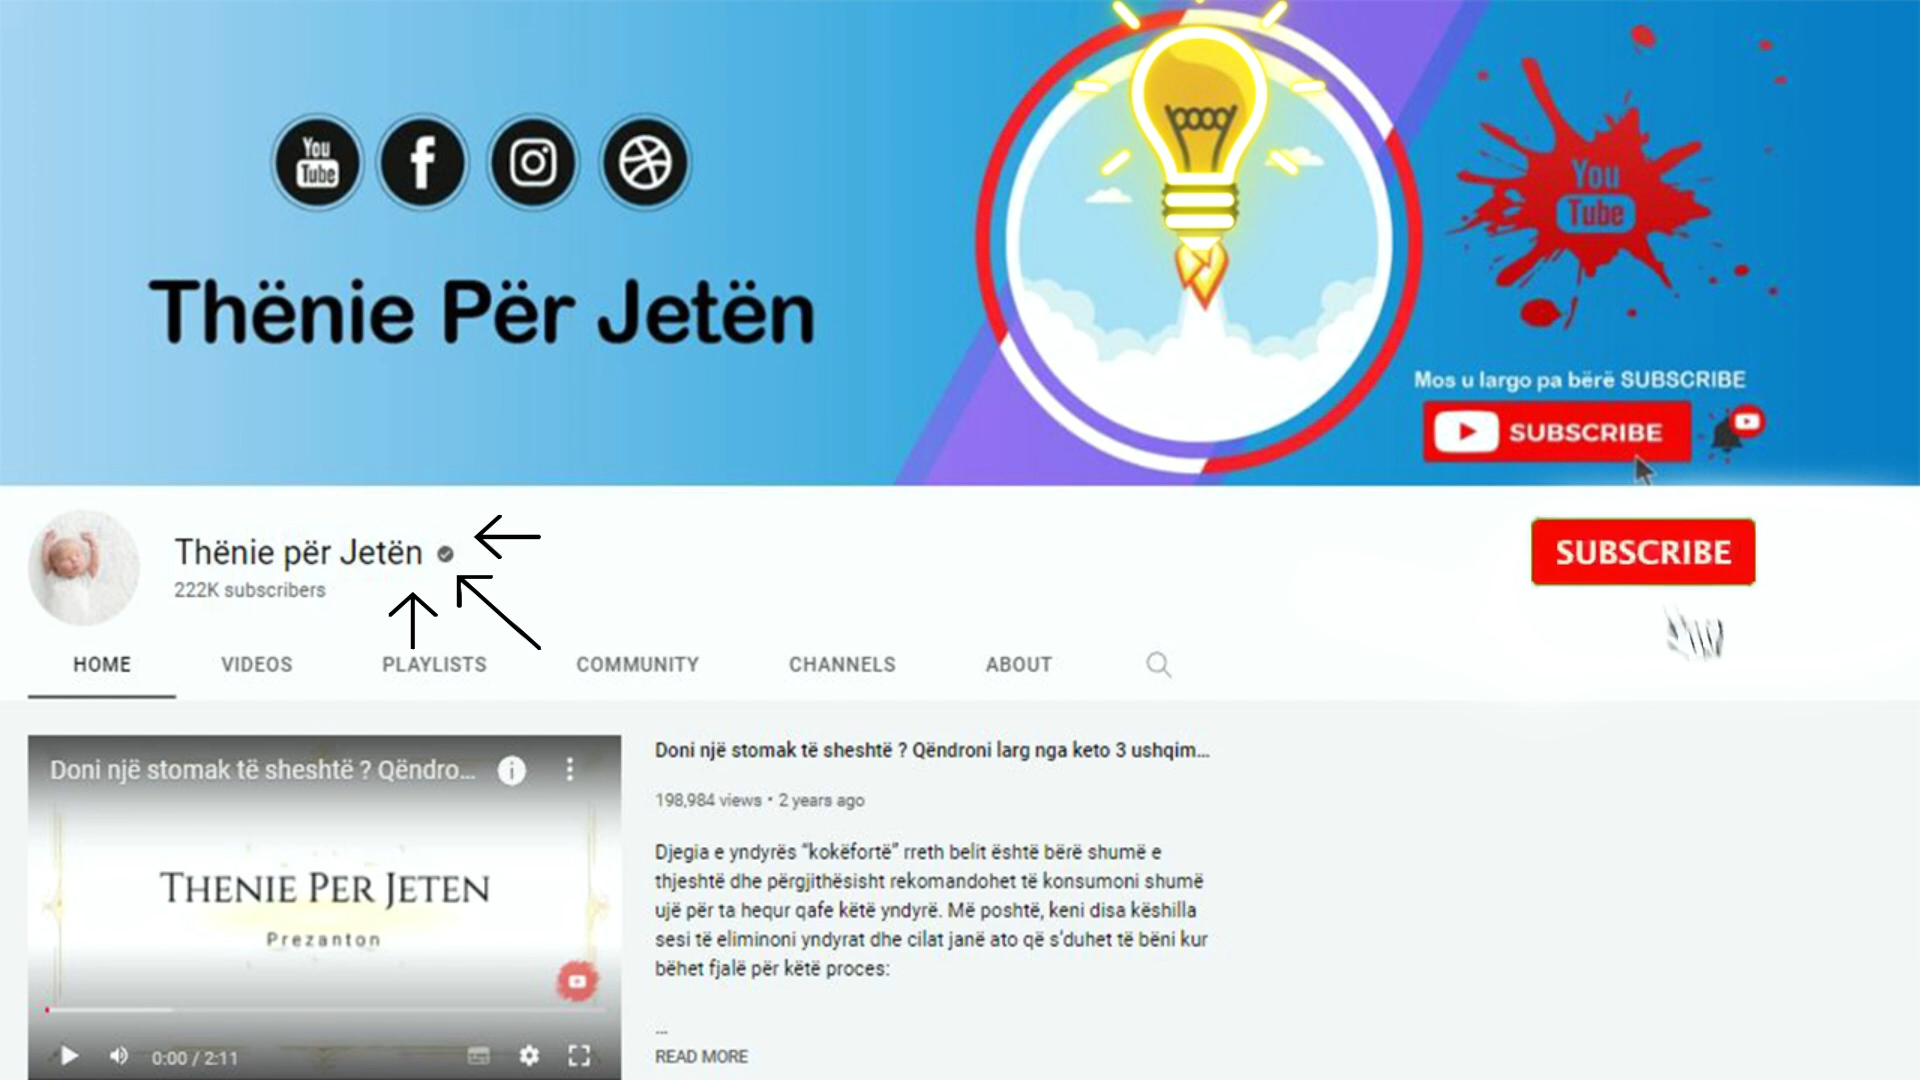 You
Tube
Thënie Për Jetën
You
Tube
Mos u largo pa bërë SUBSCRIBE
SUBSCRIBE
Thënie për Jetën
222K subscribers
SUBSCRIBE
HOME VIDEOS PLAYLISTS COMMUNITY CHANNELS ABOUT
Doni një stomak të sheshtë ? Qëndro...
THENIE PER JETEN
Prezanton
0:00 / 2:11
Doni një stomak të sheshtë ? Qëndroni larg nga keto 3 ushqim...
198,984 views • 2 years ago
Djegia e yndyrës “kokëfortë” rreth belit është bërë shumë e
thjeshtë dhe përgjithësisht rekomandohet të konsumoni shumë
ujë për ta hequr qafe këtë yndyrë. Më poshtë, keni disa këshilla
sesi të eliminoni yndyrat dhe cilat janë ato që s'duhet të bëni kur
bëhet fjalë për këtë proces:
...
READ MORE